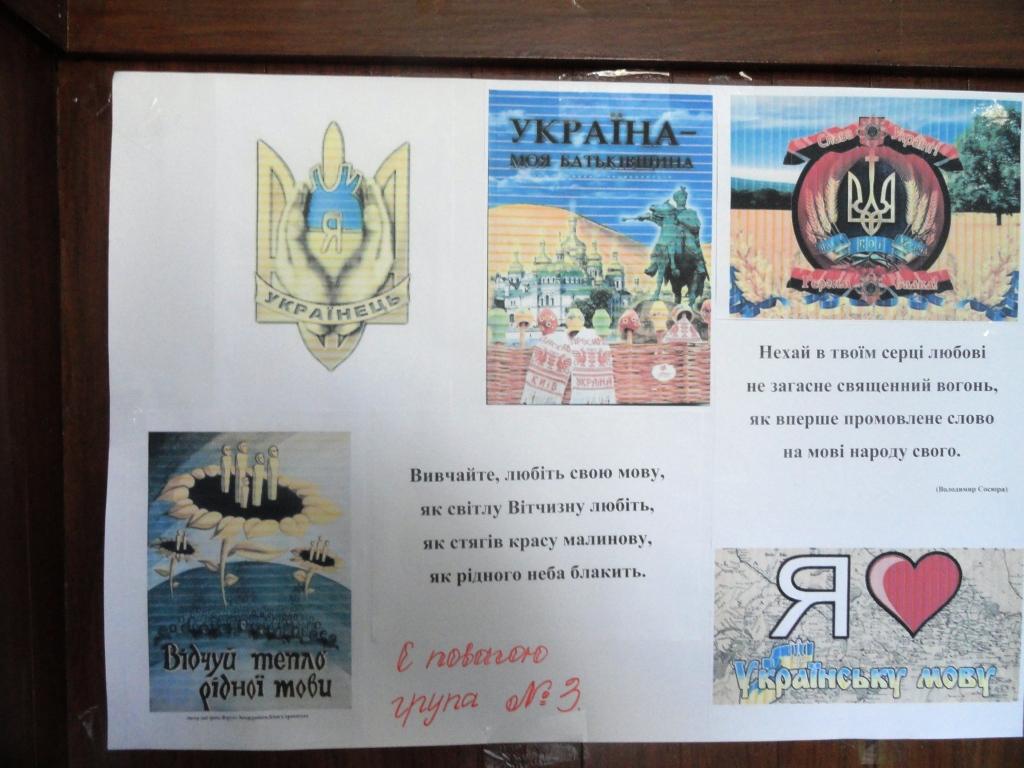 Я
УКРАЇНЕЦЬ
УКРАЇНА–
МОЯ БАТЬКІВЩИНА
КИЇВ
УКРАЇНА
Слава Україні!
Героям Слава!
Нехай в твоїм серці любові
не загасне священний вогонь,
як вперше промовлене слово
на мові народу свого.
(Володимир Сосюра)
Вивчайте, любіть свою мову,
як світлу Вітчизну любіть,
як стягів красу малинову,
як рідного неба блакить.
Відчуй тепло
рідної мови
Є повагою
група № 3
Я
Українську мову